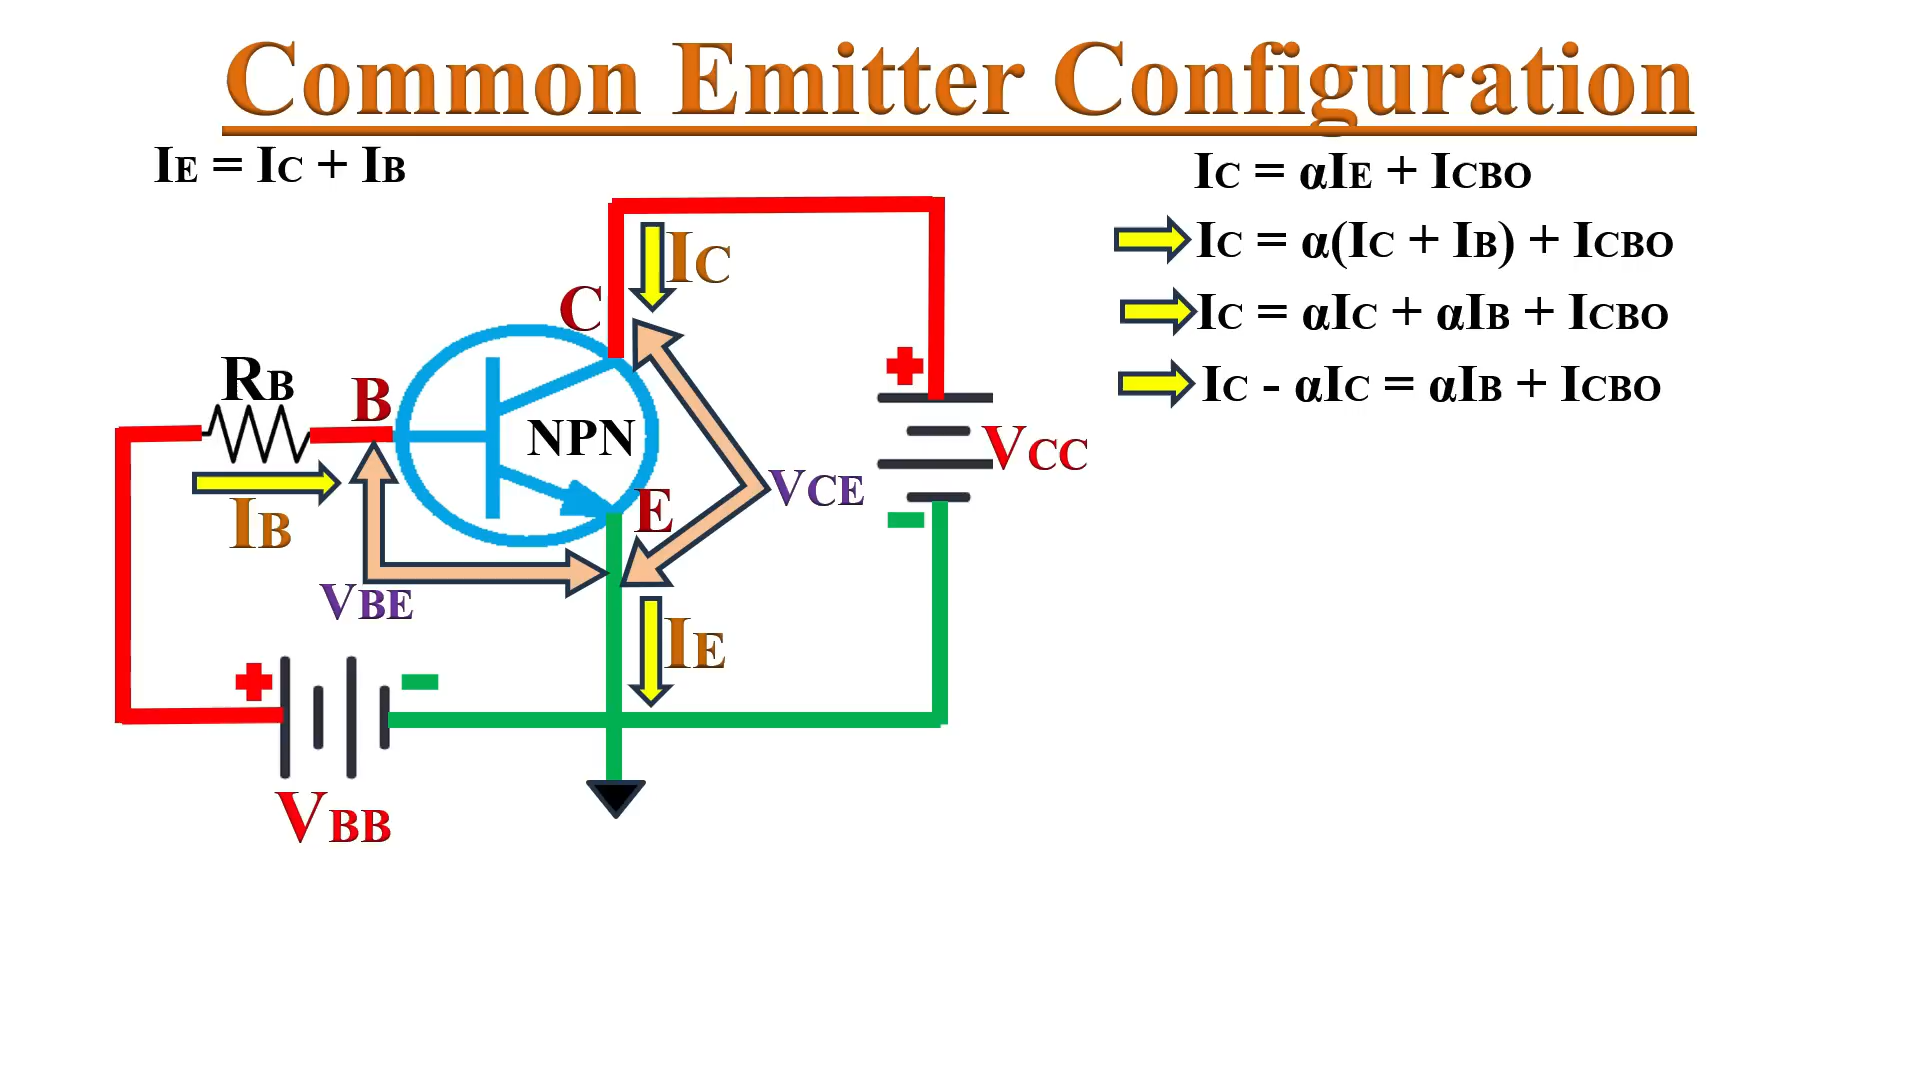 Common Emitter Configuration
IE = IC + IB
IC = αIE + ICBO
IC = α(IC + IB) + ICBO
IC = αIC + αIB + ICBO
IC - αIC = αIB + ICBO
IC
C
RB
B
NPN
+
VCC
VCE
E
-
IB
VBE
IE
+
-
VBB